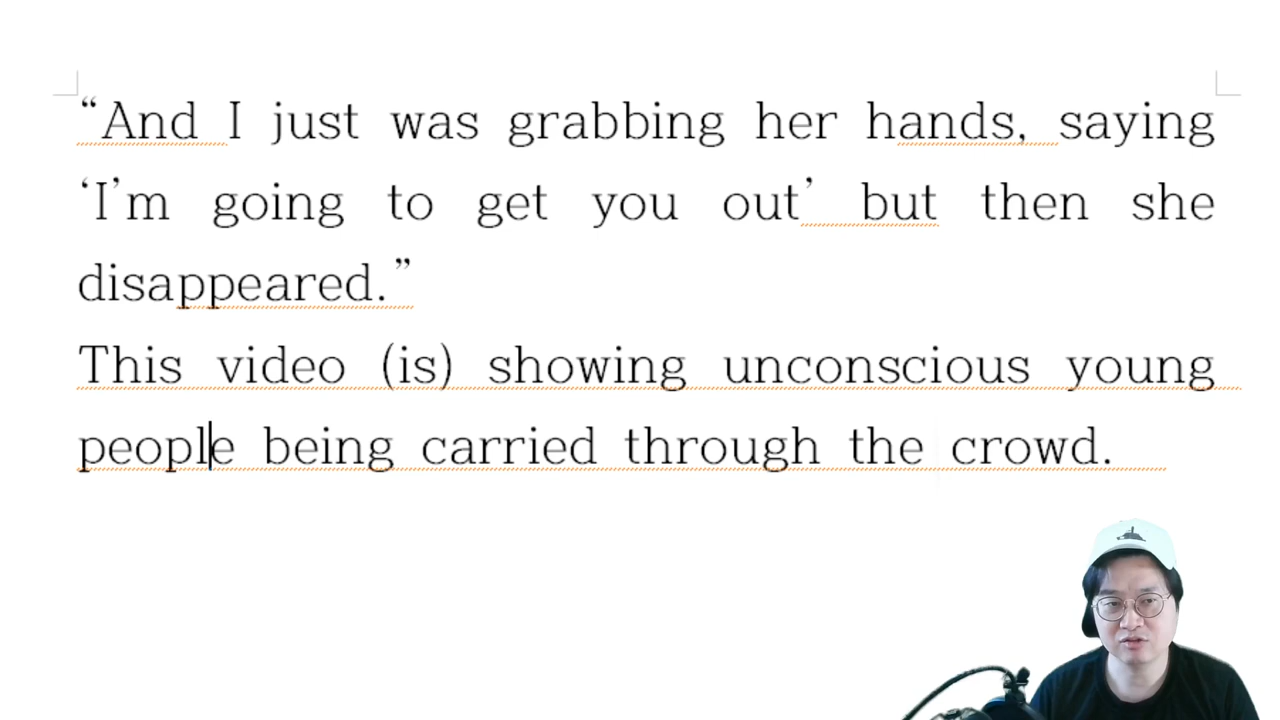 “And I just was grabbing her hands, saying
‘I’m going to get you out’ but then she
disappeared.”
This video (is) showing unconscious young
people being carried through the crowd.